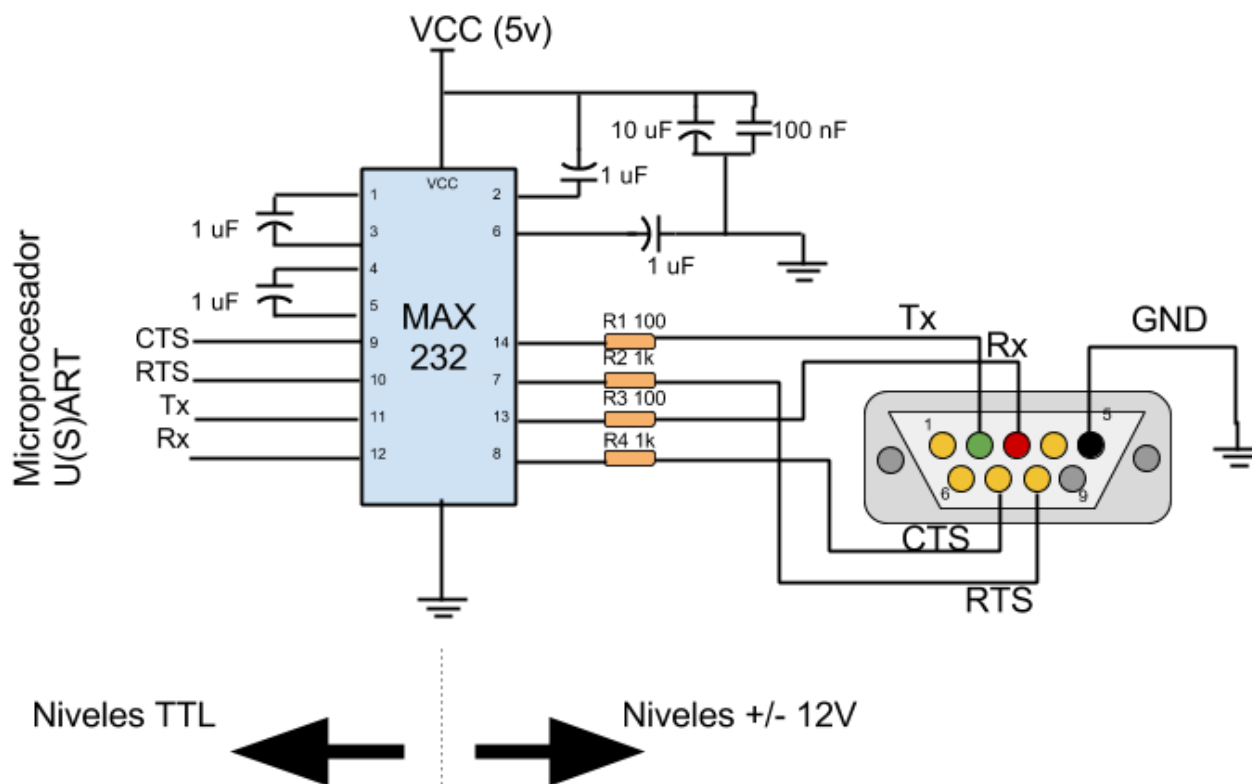 VCC (5v)
10 uF
100 nF
VCC
1
2
1 uF
1 uF
3
6
1 uF
4
1 uF
5
Microprocesador
U(S)ART
MAX
232
CTS
9
14
R1 100
Tx
GND
RTS
10
7
R2 1k
Rx
Tx
11
13
R3 100
Rx
12
8
R4 1k
1
5
6
9
CTS
RTS
Niveles TTL
Niveles +/- 12V